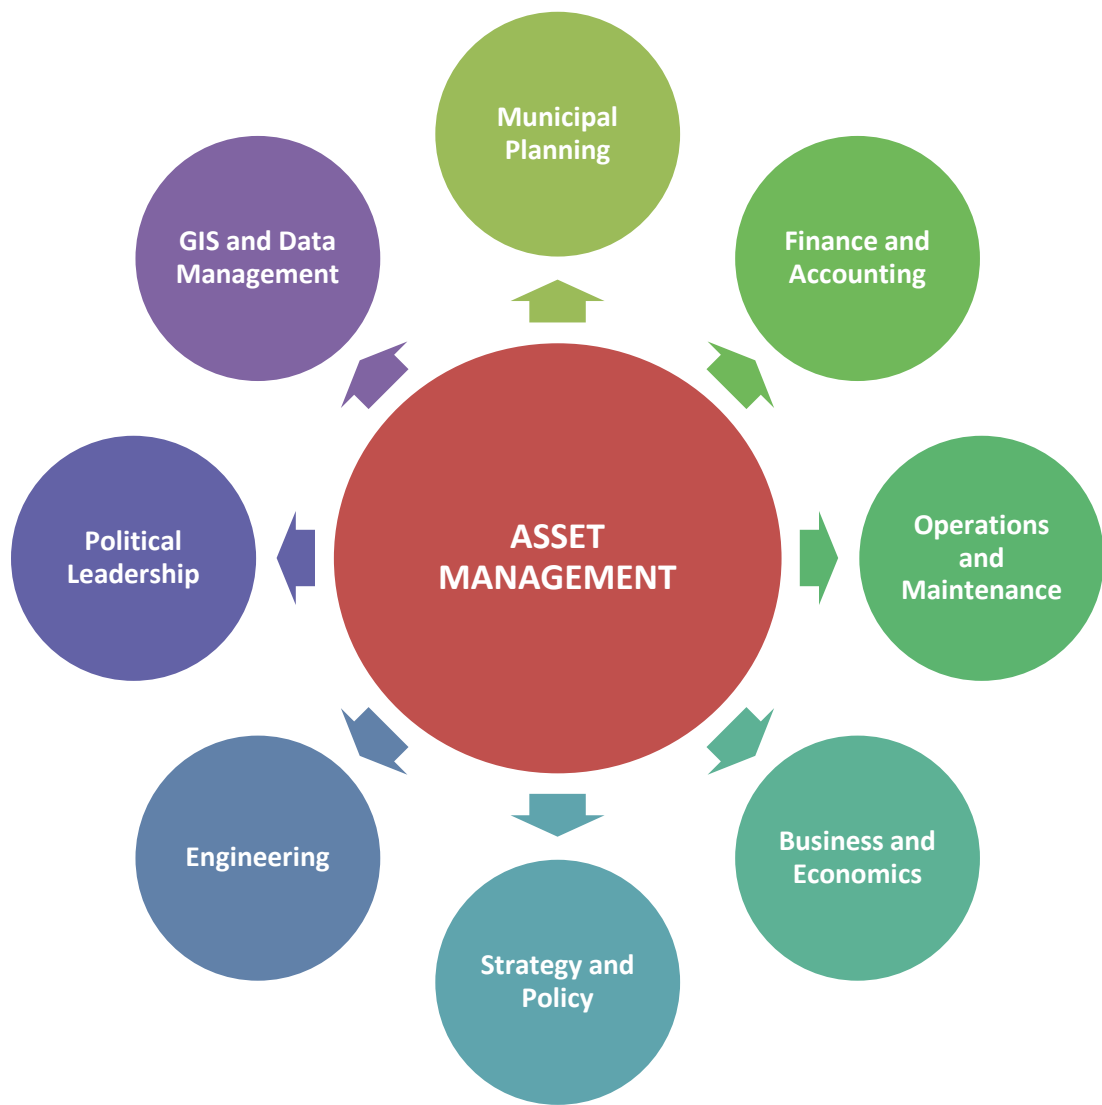 Municipal
Planning
GIS and Data
Management
Finance and
Accounting
Political
Leadership
ASSET
MANAGEMENT
Operations
and
Maintenance
Engineering
Business and
Economics
Strategy and
Policy